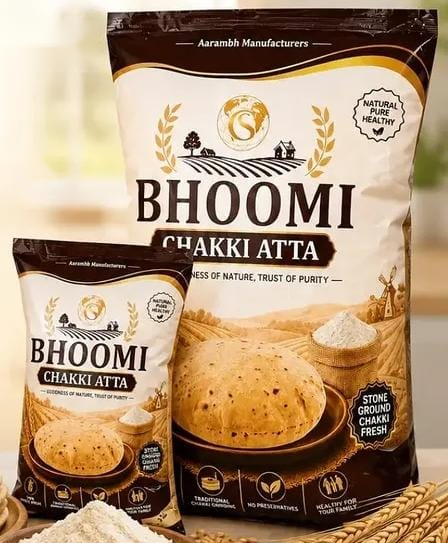 Aarambh Manufacturers
NATURAL
PURE
HEALTHY
BHOOMI
CHAKKI ATTA
NESS OF NATURE, TRUST OF PURITY
STONE
GROUND
CHAKKI
FRESH
TRADITIONAL
CHAKKI GRINDING
NO PRESERVATIVES
HEALTHY FOR
YOUR FAMILY
Aarambh Manufacturers
NATURAL
PURE
HEALTHY
BHOOMI
CHAKKI ATTA
GOODNESS OF NATURE, TRUST OF PURITY
STONE
GROUND
CHAKKI
FRESH